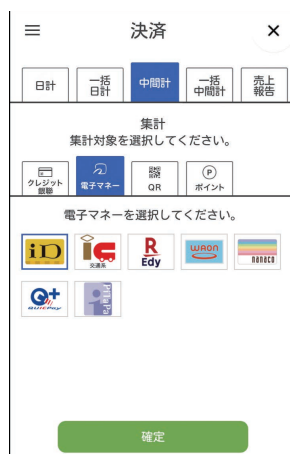 決済
日計
一括
日計
中間計
一括
中間計
売上
報告
集計
集計対象を選択してください。
クレジット
銀聯
電子マネー
QR
P
ポイント
電子マネーを選択してください。
iD
交通系
R
Edy
WAON
nanaco
Q+
QUICPay
PiTaPa
確定